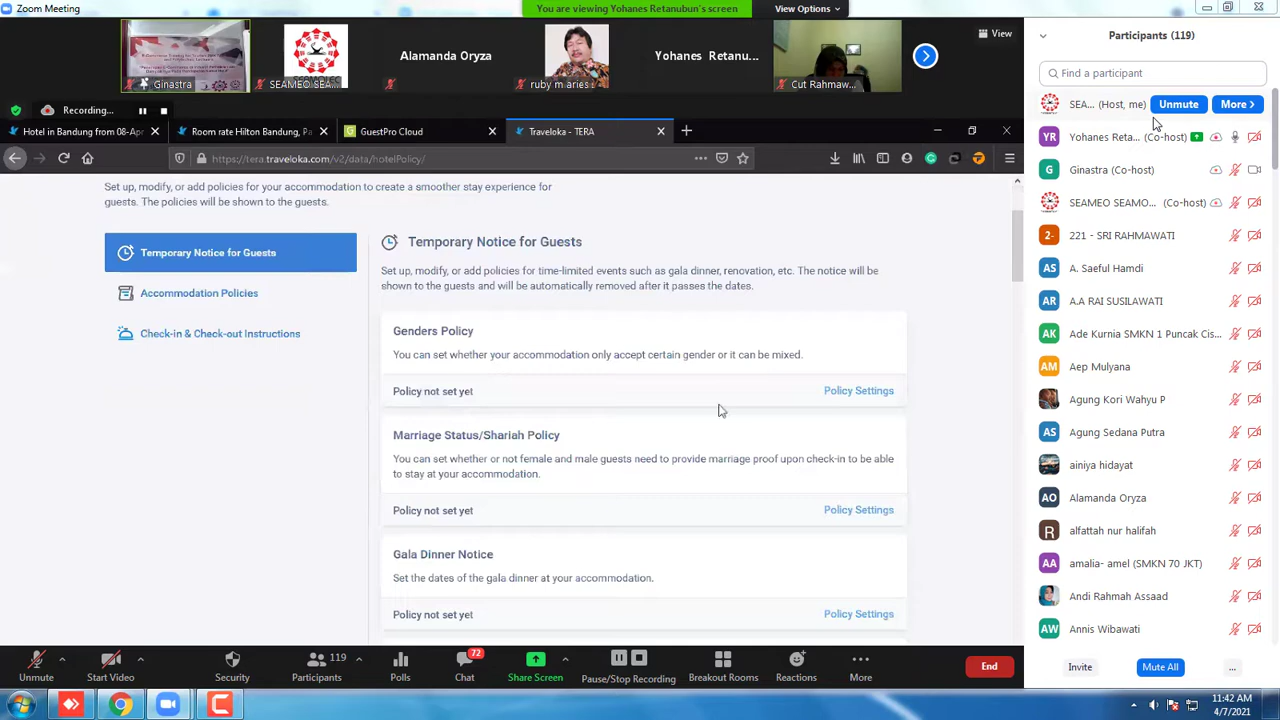 Zoom Meeting
You are viewing Yohanes Retanubun's screen
View Options
Ginastra
SEAMEO SEAMO...
Alamanda Oryza
ruby m aries
Yohanes Retanu...
Cut Rahmaw...
View
Recording...
Hotel in Bandung from 08-Apr
Room rate Hilton Bandung, Pa
GuestPro Cloud
Traveloka - TERA
https://tera.traveloka.com/v2/data/hotelPolicy/
Set up, modify, or add policies for your accommodation to create a smoother stay experience for
guests. The policies will be shown to the guests.
Temporary Notice for Guests
Accommodation Policies
Check-in & Check-out Instructions
Temporary Notice for Guests
Set up, modify, or add policies for time-limited events such as gala dinner, renovation, etc. The notice will be
shown to the guests and will be automatically removed after it passes the dates.
Genders Policy
You can set whether your accommodation only accept certain gender or it can be mixed.
Policy not set yet
Policy Settings
Marriage Status/Shariah Policy
You can set whether or not female and male guests need to provide marriage proof upon check-in to be able
to stay at your accommodation.
Policy not set yet
Policy Settings
Gala Dinner Notice
Set the dates of the gala dinner at your accommodation.
Policy not set yet
Policy Settings
Participants (119)
Find a participant
SEA... (Host, me)
Unmute
More >
YR Yohanes Reta... (Co-host)
G Ginastra (Co-host)
SEAMEO SEAMO... (Co-host)
2- 221 - SRI RAHMAWATI
AS A. Saeful Hamdi
AR A.A RAI SUSILAWATI
AK Ade Kurnia SMKN 1 Puncak Cis...
AM Aep Mulyana
Agung Kori Wahyu P
AS Agung Sedana Putra
ainiya hidayat
AO Alamanda Oryza
R alfattah nur halifah
AA amalia- amel (SMKN 70 JKT)
Andi Rahmah Assaad
AW Annis Wibawati
Invite
Mute All
...
Unmute
Start Video
Security
119
Participants
Polls
72
Chat
Share Screen
Pause/Stop Recording
Breakout Rooms
Reactions
More
End
11:42 AM
4/7/2021